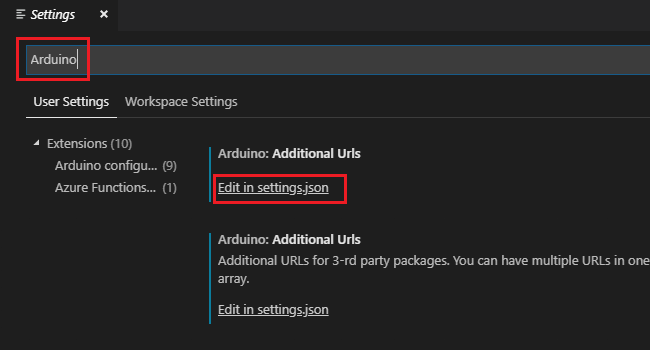 Settings
Arduino
User Settings Workspace Settings
Extensions (10)
Arduino configu... (9)
Azure Functions... (1)
Arduino: Additional Urls
Edit in settings.json
Arduino: Additional Urls
Additional URLs for 3-rd party packages. You can have multiple URLs in one
array.
Edit in settings.json